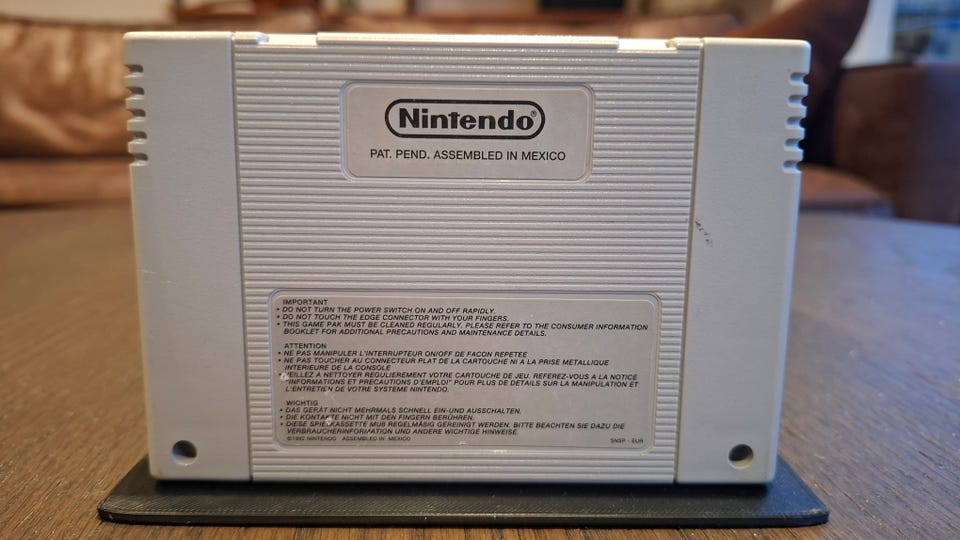 Nintendo®
PAT. PEND. ASSEMBLED IN MEXICO
IMPORTANT
• DO NOT TURN THE POWER SWITCH ON AND OFF RAPIDLY.
• DO NOT TOUCH THE EDGE CONNECTOR WITH YOUR FINGERS.
• THIS GAME PAK MUST BE CLEANED REGULARLY. PLEASE REFER TO THE CONSUMER INFORMATION
BOOKLET FOR ADDITIONAL PRECAUTIONS AND MAINTENANCE DETAILS.
ATTENTION
• NE PAS MANIPULER L'INTERRUPTEUR ON/OFF DE FACON REPETEE
• NE PAS TOUCHER AU CONNECTEUR PLAT DE LA CARTOUCHE NI A LA PRISE METALLIQUE
INTERIEURE DE LA CONSOLE
• VEILLEZ À NETTOYER REGULIEREMENT VOTRE CARTOUCHE DE JEU. REFEREZ-VOUS A LA NOTICE
"INFORMATIONS ET PRECAUTIONS D'EMPLOI" POUR PLUS DE DETAILS SUR LA MANIPULATION ET
L'ENTRETIEN DE VOTRE SYSTEME NINTENDO.
WICHTIG
• DAS GERÄT NICHT MEHRMALS SCHNELL EIN-UND AUSSCHALTEN.
• DIE KONTAKTE NICHT MIT DEN FINGERN BERÜHREN.
• DIESE SPIELKASSETTE MUß REGELMÄSIG GEREINIGT WERDEN. BITTE BEACHTEN SIE DAZU DIE
VERBRAUCHERINFORMATION UND ANDERE WICHTIGE HINWEISE.
©1992 NINTENDO ASSEMBLED IN MEXICO SNSP - EUR